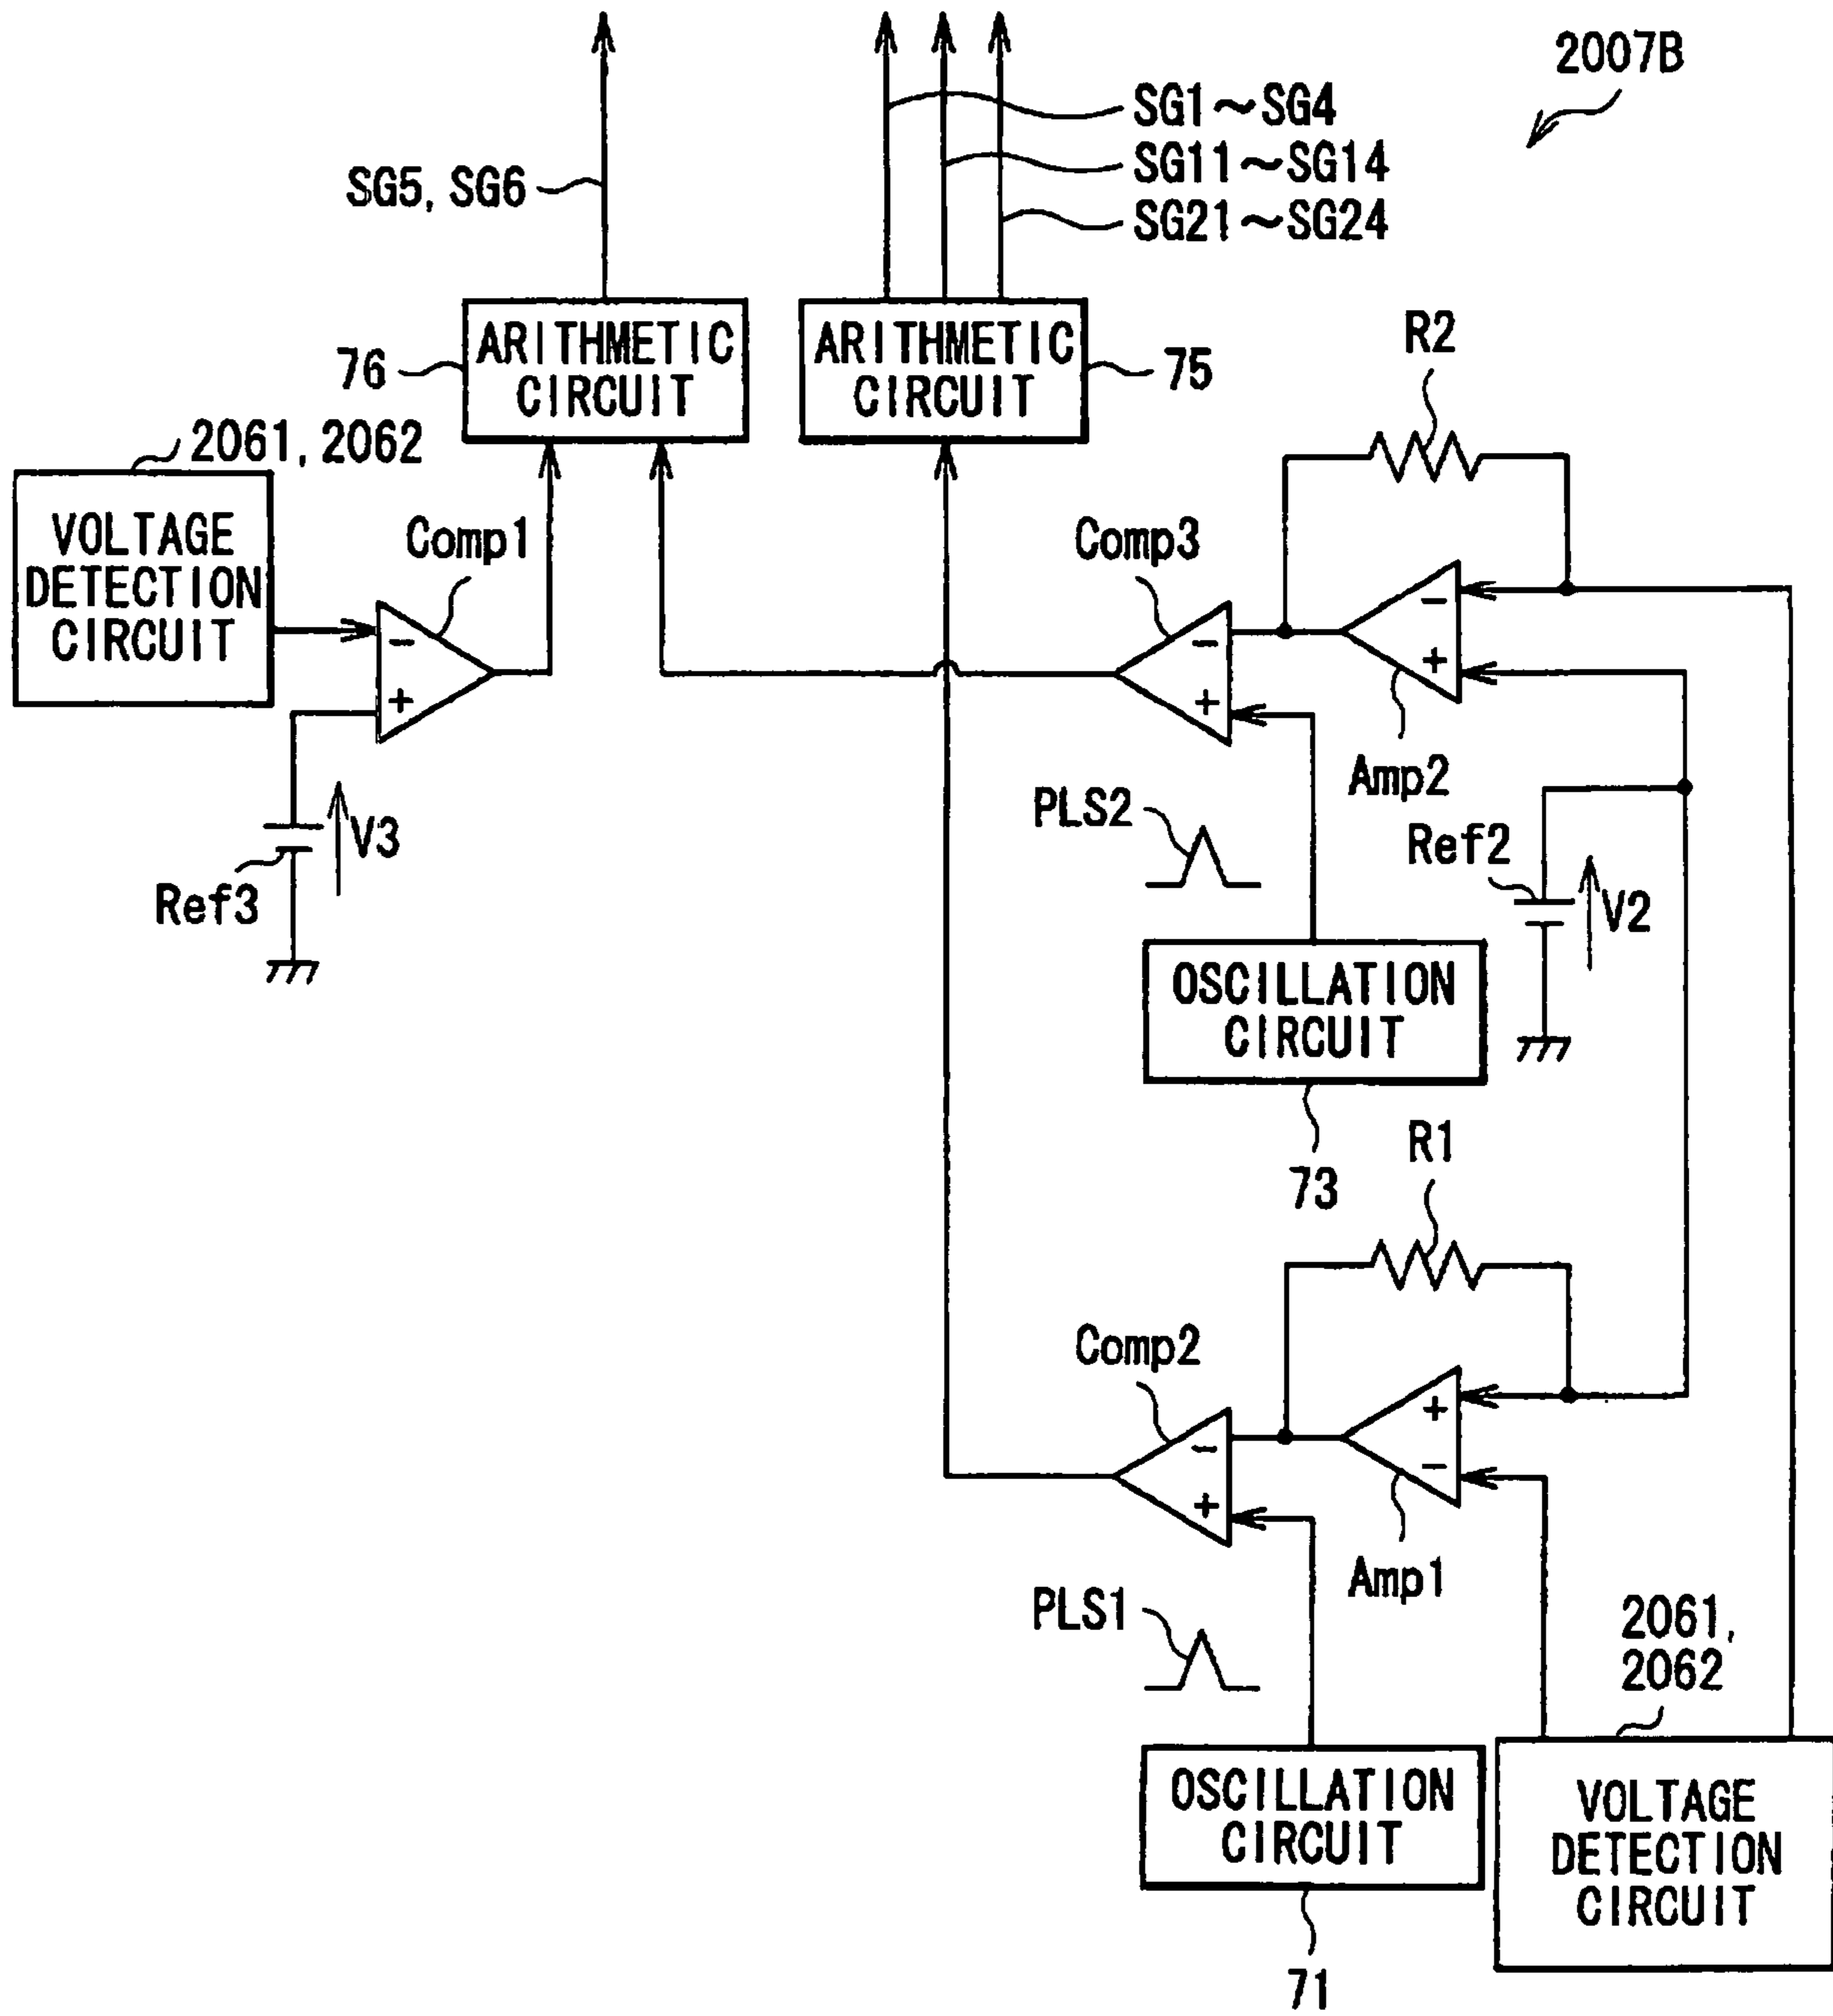 2007B
SG1～SG4
SG11～SG14
SG21～SG24
SG5, SG6
ARITHMETIC
CIRCUIT
76
ARITHMETIC
CIRCUIT
75
R2
2061, 2062
VOLTAGE
DETECTION
CIRCUIT
Comp1
-
+
Comp3
-
+
-
+
Amp2
V3
Ref3
PLS2
Ref2
V2
OSCILLATION
CIRCUIT
73
R1
Comp2
-
+
+
-
Amp1
PLS1
2061,
2062
OSCILLATION
CIRCUIT
71
VOLTAGE
DETECTION
CIRCUIT